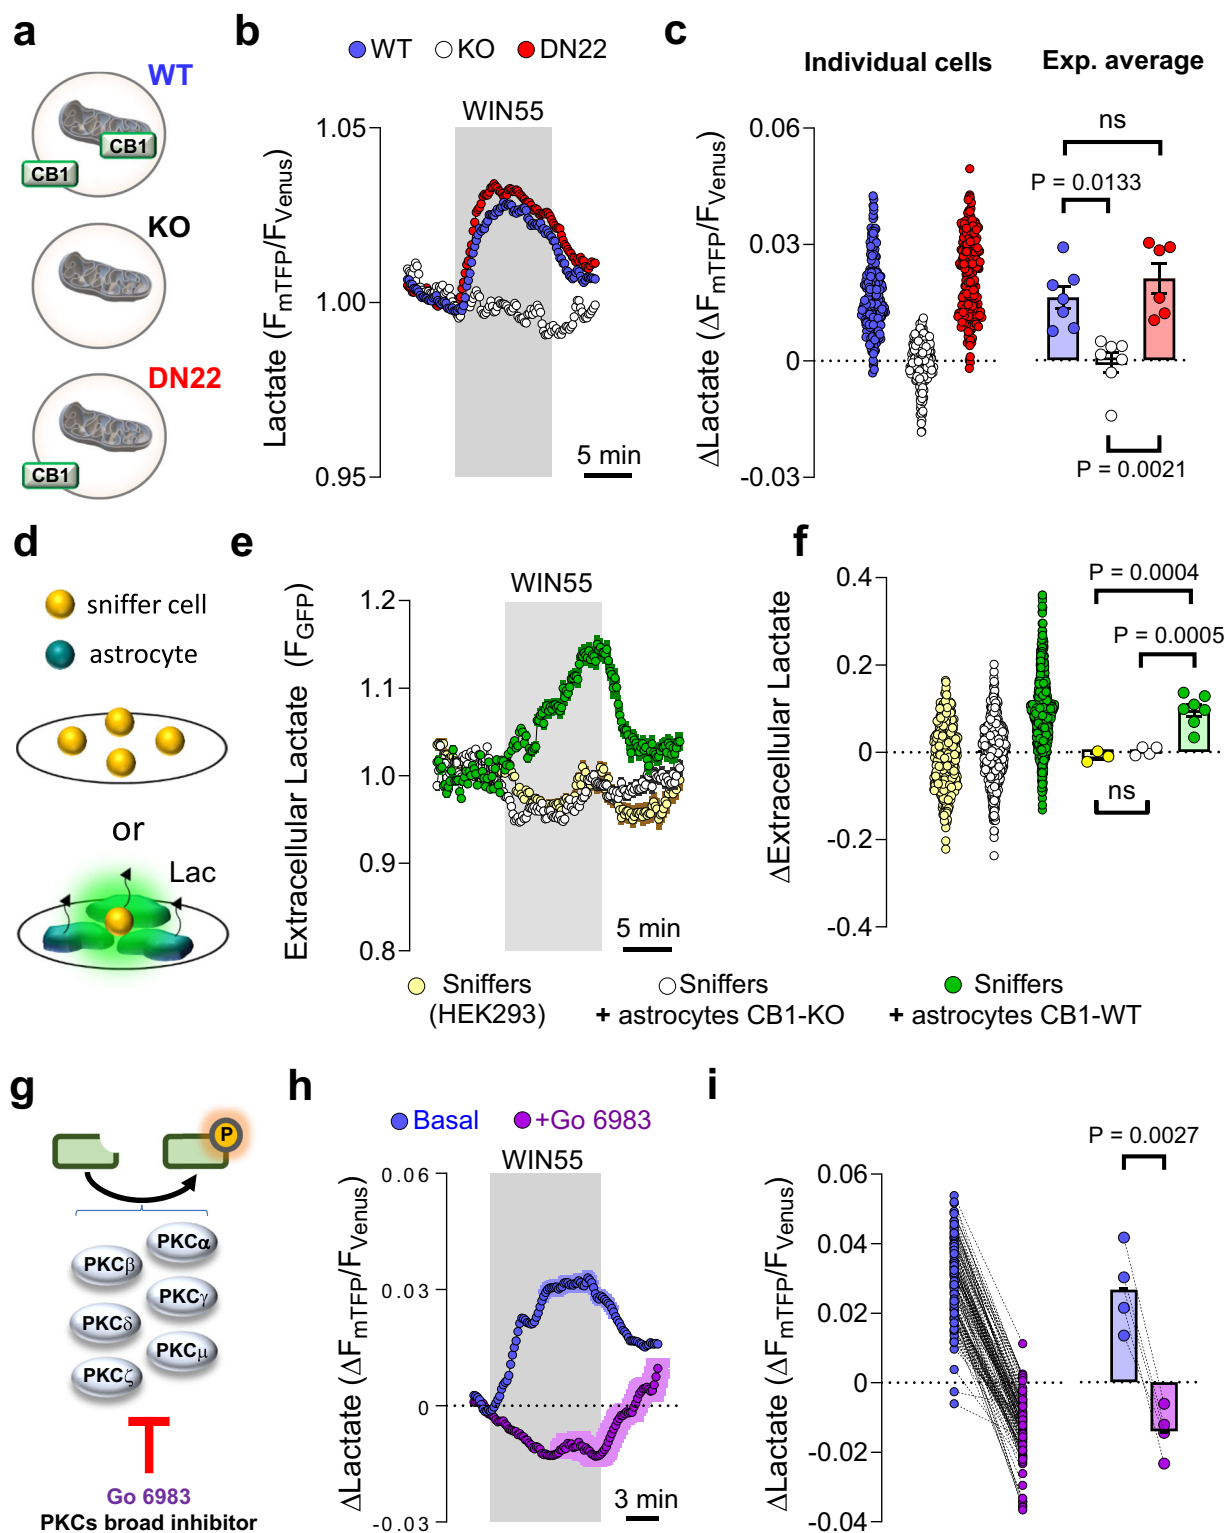 a
WT
CB1
CB1
KO
DN22
CB1
b
WT KO DN22
WIN55
Lactate (FmTFP/FVenus)
1.05
1.00
0.95
5 min
c
Individual cells Exp. average
ΔLactate (ΔFmTFP/FVenus)
0.06
0.03
0
-0.03
ns
P = 0.0133
P = 0.0021
d
sniffer cell
astrocyte
or
Lac
e
WIN55
Extracellular Lactate (FGFP)
1.2
1.1
1.0
0.9
0.8
5 min
f
ΔExtracellular Lactate
0.4
0.2
0
-0.2
-0.4
P = 0.0004
P = 0.0005
ns
Sniffers
(HEK293)
Sniffers
+ astrocytes CB1-KO
Sniffers
+ astrocytes CB1-WT
g
P
PKCα
PKCβ
PKCγ
PKCδ
PKCμ
PKCζ
Go 6983
PKCs broad inhibitor
h
Basal +Go 6983
WIN55
ΔLactate (ΔFmTFP/FVenus)
0.06
0.03
0
-0.03
3 min
i
P = 0.0027
ΔLactate (ΔFmTFP/FVenus)
0.06
0.04
0.02
0
-0.02
-0.04